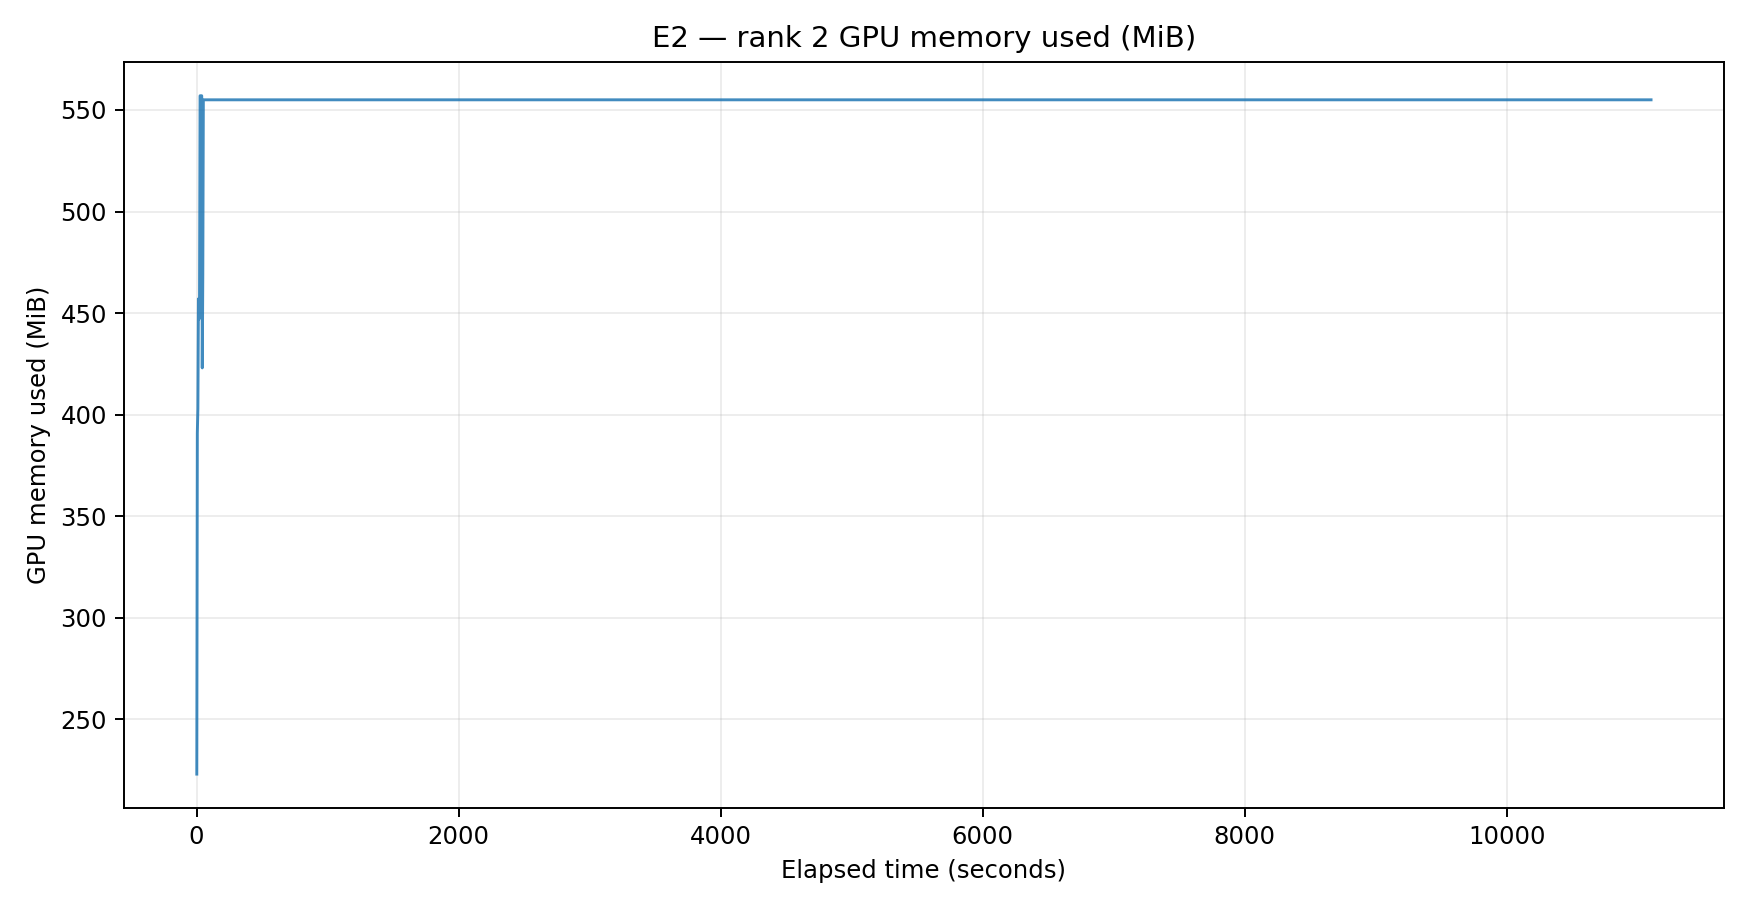 E2 — rank 2 GPU memory used (MiB)
550
500
450
400
350
300
250
GPU memory used (MiB)
0 2000 4000 6000 8000 10000
Elapsed time (seconds)